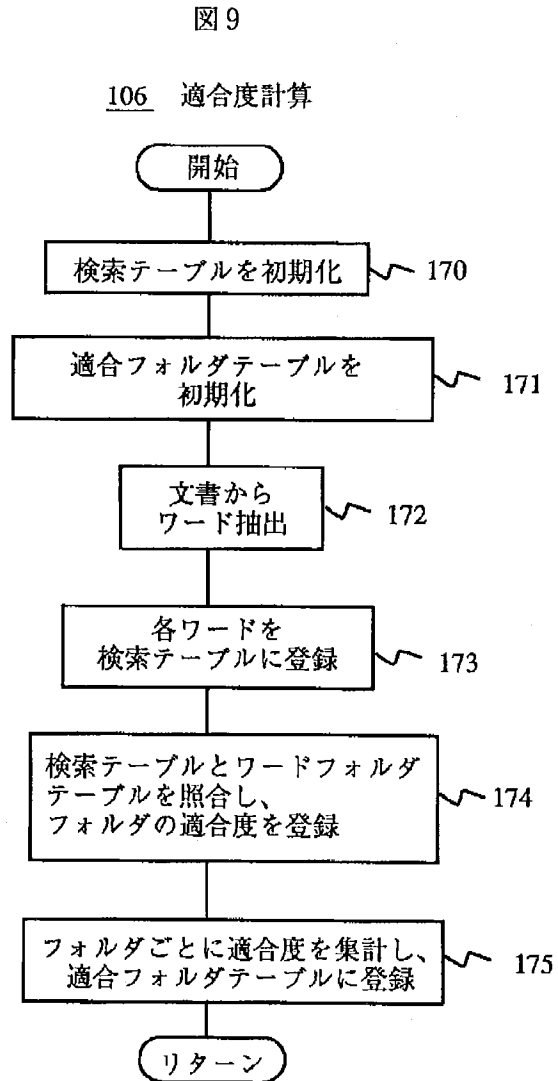 図9
106 適合度計算
開始
検索テーブルを初期化
170
適合フォルダテーブルを
初期化
171
文書から
ワード抽出
172
各ワードを
検索テーブルに登録
173
検索テーブルとワードフォルダ
テーブルを照合し、
フォルダの適合度を登録
174
フォルダごとに適合度を集計し、
適合フォルダテーブルに登録
175
リターン